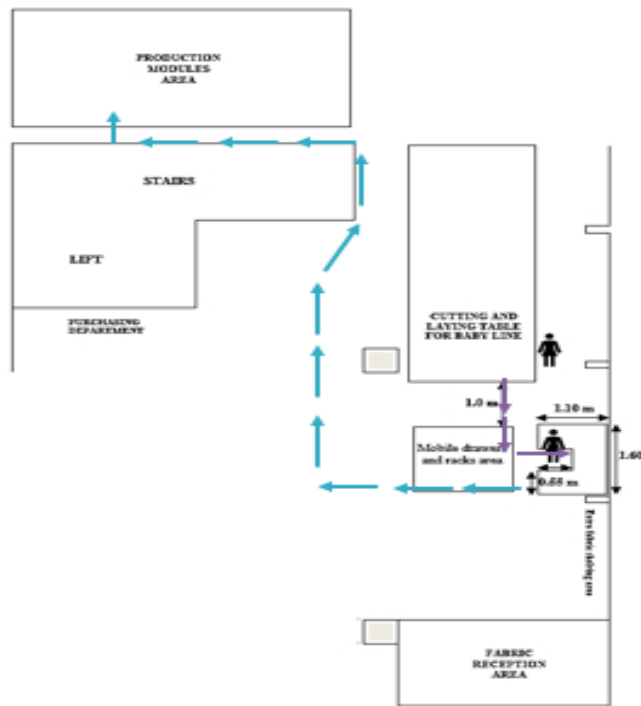 PRODUCTION
MODULES
AREA
STAIRS
LIFT
PURCHASING
DEPARTMENT
CUTTING AND
LAYING TABLE
FOR BABY LINE
1.0 m
1.10 m
Mobile drawers
and racks area
1.60
0.55 m
FABRIC
RECEPTION
AREA